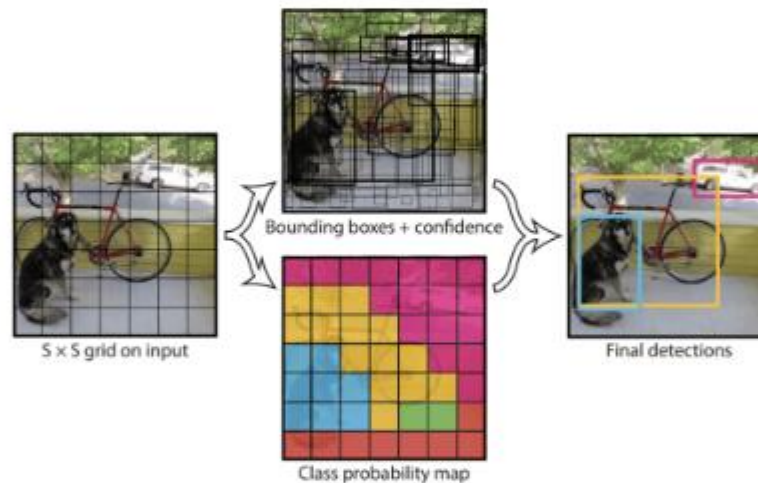 Bounding boxes + confidence
S × S grid on input
Final detections
Class probability map